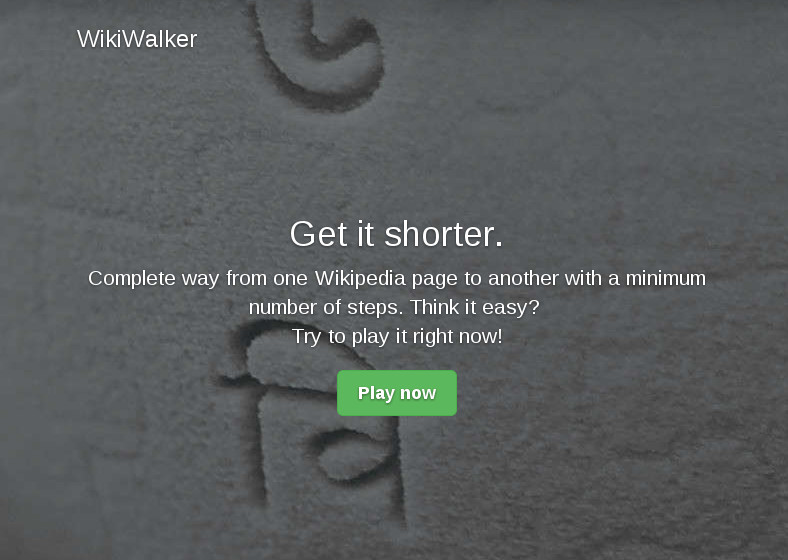 WikiWalker
Get it shorter.
Complete way from one Wikipedia page to another with a minimum
number of steps. Think it easy?
Try to play it right now!
वि
Play now